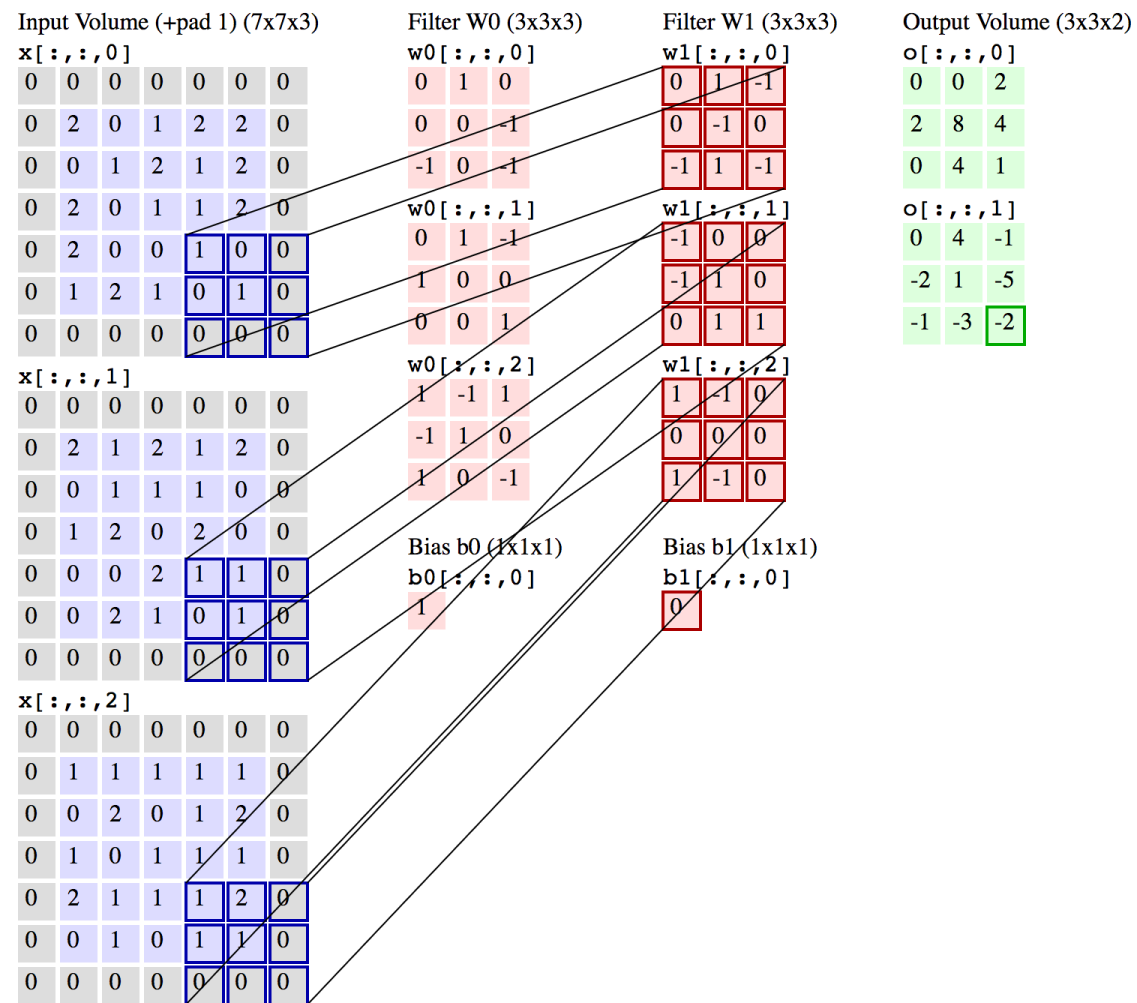 Input Volume (+pad 1) (7x7x3)
x[:,:,0]
0 0 0 0 0 0 0
0 2 0 1 2 2 0
0 0 1 2 1 2 0
0 2 0 1 1 2 0
0 2 0 0 1 0 0
0 1 2 1 0 1 0
0 0 0 0 0 0 0
x[:,:,1]
0 0 0 0 0 0 0
0 2 1 2 1 2 0
0 0 1 1 1 0 0
0 1 2 0 2 0 0
0 0 0 2 1 1 0
0 0 2 1 0 1 0
0 0 0 0 0 0 0
x[:,:,2]
0 0 0 0 0 0 0
0 1 1 1 1 1 0
0 0 2 0 1 2 0
0 1 0 1 1 1 0
0 2 1 1 1 2 0
0 0 1 0 1 1 0
0 0 0 0 0 0 0
Filter W0 (3x3x3)
w0[:,:,0]
0 1 0
0 0 -1
-1 0 -1
w0[:,:,1]
0 1 -1
1 0 0
0 0 1
w0[:,:,2]
1 -1 1
-1 1 0
1 0 -1
Bias b0 (1x1x1)
b0[:,:,0]
1
Filter W1 (3x3x3)
w1[:,:,0]
0 1 -1
0 -1 0
-1 1 -1
w1[:,:,1]
-1 0 0
-1 1 0
0 1 1
w1[:,:,2]
1 -1 0
0 0 0
1 -1 0
Bias b1 (1x1x1)
b1[:,:,0]
0
Output Volume (3x3x2)
o[:,:,0]
0 0 2
2 8 4
0 4 1
o[:,:,1]
0 4 -1
-2 1 -5
-1 -3 -2